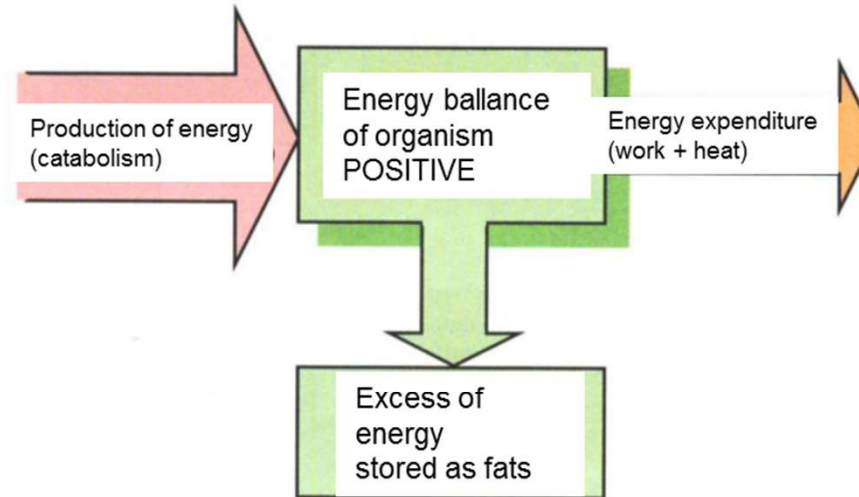 Production of energy
(catabolism)
Energy ballance
of organism
POSITIVE
Energy expenditure
(work + heat)
Excess of
energy
stored as fats